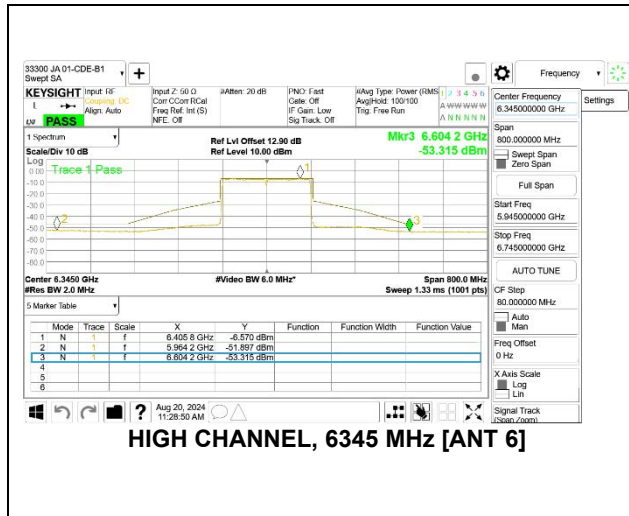 33300 JA 01-CDE-B1
Swept SA
Frequency
KEYSIGHT
L
PASS
Input: RF
Coupling: DC
Align: Auto
Input Z: 50 Ω
Corr CCorr RCal
Freq Ref: Int (S)
NFE: Off
#Atten: 20 dB
PNO: Fast
Gate: Off
IF Gain: Low
Sig Track: Off
#Avg Type: Power (RMS
Avg|Hold: 100/100
Trig: Free Run
1 2 3 4 5 6
A W W W W W
A N N N N N
1 Spectrum
Scale/Div 10 dB
Ref Lvl Offset 12.90 dB
Ref Level 10.00 dBm
Mkr3 6.604 2 GHz
-53.315 dBm
Log
Trace 1 Pass
0.00
-10.0
-20.0
-30.0
-40.0
-50.0
-60.0
-70.0
-80.0
1
2
3
Center 6.3450 GHz
#Res BW 2.0 MHz
#Video BW 6.0 MHz*
Span 800.0 MHz
Sweep 1.33 ms (1001 pts)
5 Marker Table
Mode Trace Scale X Y Function Function Width Function Value
1 N 1 f 6.405 8 GHz -6.570 dBm
2 N 1 f 5.964 2 GHz -51.897 dBm
3 N 1 f 6.604 2 GHz -53.315 dBm
4
5
6
Aug 20, 2024
11:28:50 AM
Center Frequency
6.345000000 GHz
Settings
Span
800.000000 MHz
Swept Span
Zero Span
Full Span
Start Freq
5.945000000 GHz
Stop Freq
6.745000000 GHz
AUTO TUNE
CF Step
80.000000 MHz
Auto
Man
Freq Offset
0 Hz
X Axis Scale
Log
Lin
Signal Track
(Span Zoom)
HIGH CHANNEL, 6345 MHz [ANT 6]